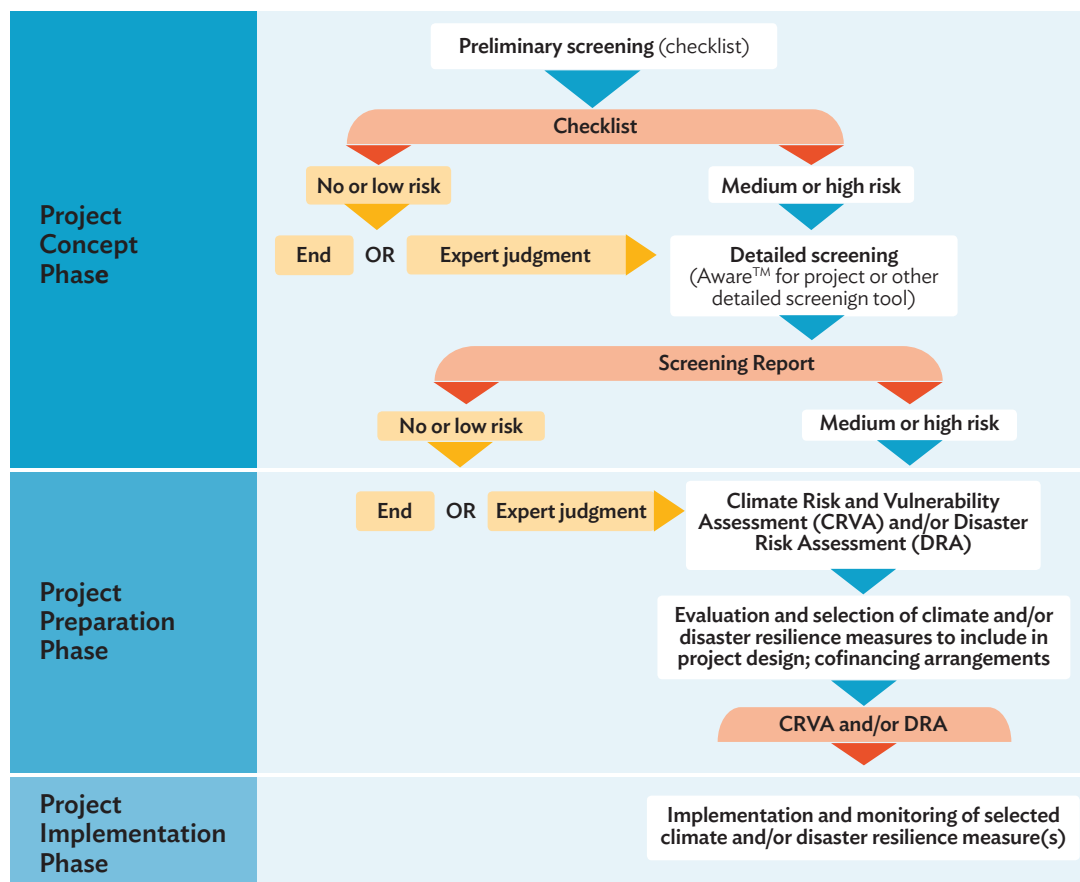 Preliminary screening (checklist)
Checklist
No or low risk
Medium or high risk
Project
Concept
Phase
End OR Expert judgment
Detailed screening
(Aware™ for project or other
detailed screenign tool)
Screening Report
No or low risk
Medium or high risk
Project
Preparation
Phase
End OR Expert judgment
Climate Risk and Vulnerability
Assessment (CRVA) and/or Disaster
Risk Assessment (DRA)
Evaluation and selection of climate and/or
disaster resilience measures to include in
project design; cofinancing arrangements
CRVA and/or DRA
Project
Implementation
Phase
Implementation and monitoring of selected
climate and/or disaster resilience measure(s)